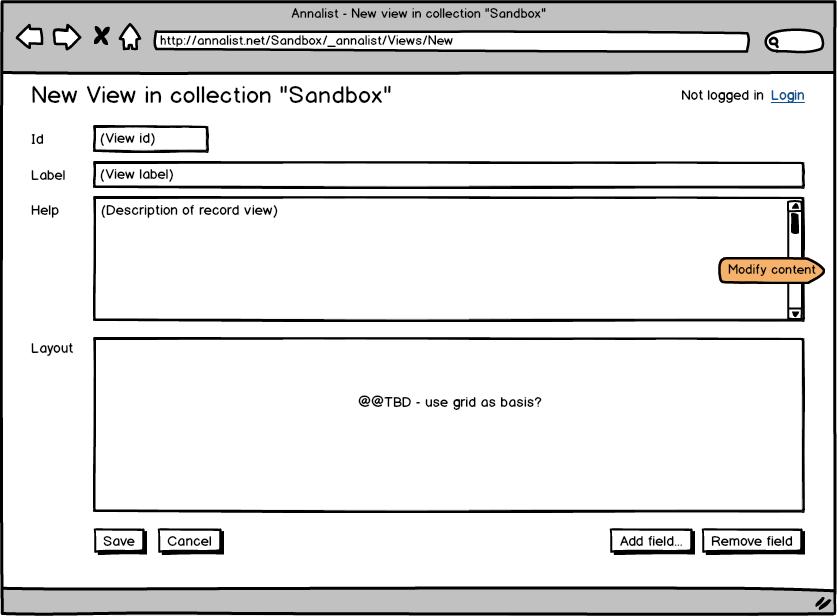 Annalist - New view in collection "Sandbox"
http://annalist.net/Sandbox/_annalist/Views/New
New View in collection "Sandbox"
Not logged in Login
Id (View id)
Label (View label)
Help (Description of record view)
Modify content
Layout
@@TBD - use grid as basis?
Save Cancel Add field... Remove field